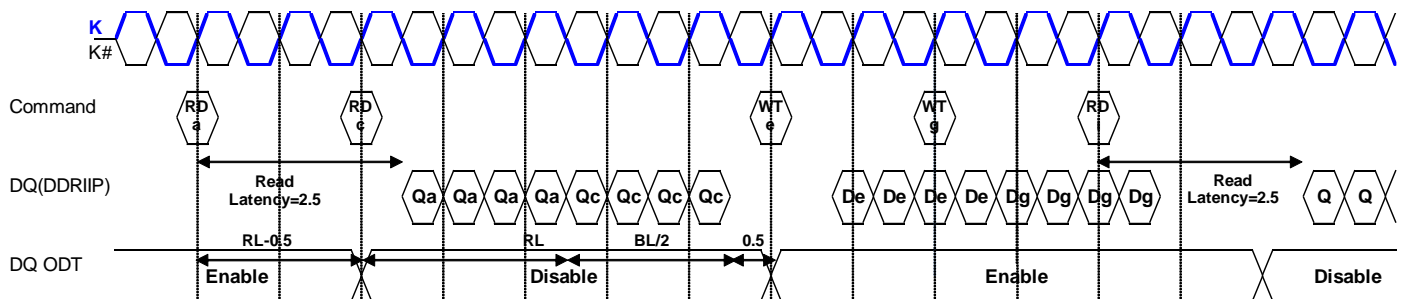 K
K#
Command
RD a
RD c
WT e
WT g
RD i
DQ(DDRIIP)
Read Latency=2.5
Qa Qa Qa Qa Qc Qc Qc Qc
De De De De Dg Dg Dg Dg
Read Latency=2.5
Q Q
RL-0.5
RL
BL/2
0.5
DQ ODT
Enable
Disable
Enable
Disable